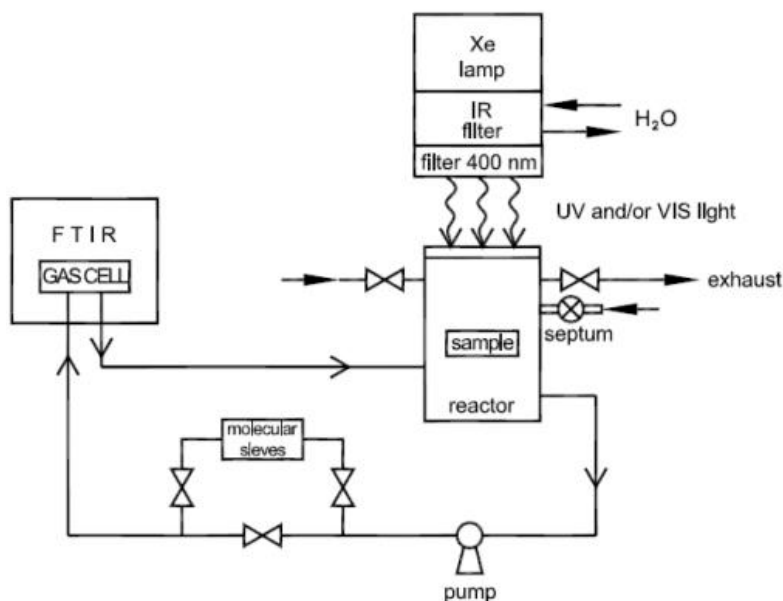 Xe
lamp
IR
filter
H₂O
filter 400 nm
UV and/or VIS light
FTIR
GAS CELL
exhaust
septum
sample
reactor
molecular
sieves
pump